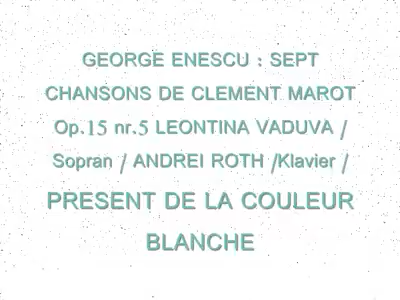 GEORGE ENESCU : SEPT
CHANSONS DE CLEMENT MAROT
Op.15 nr.5 LEONTINA VADUVA /
Sopran / ANDREI ROTH /Klavier /
PRESENT DE LA COULEUR
BLANCHE